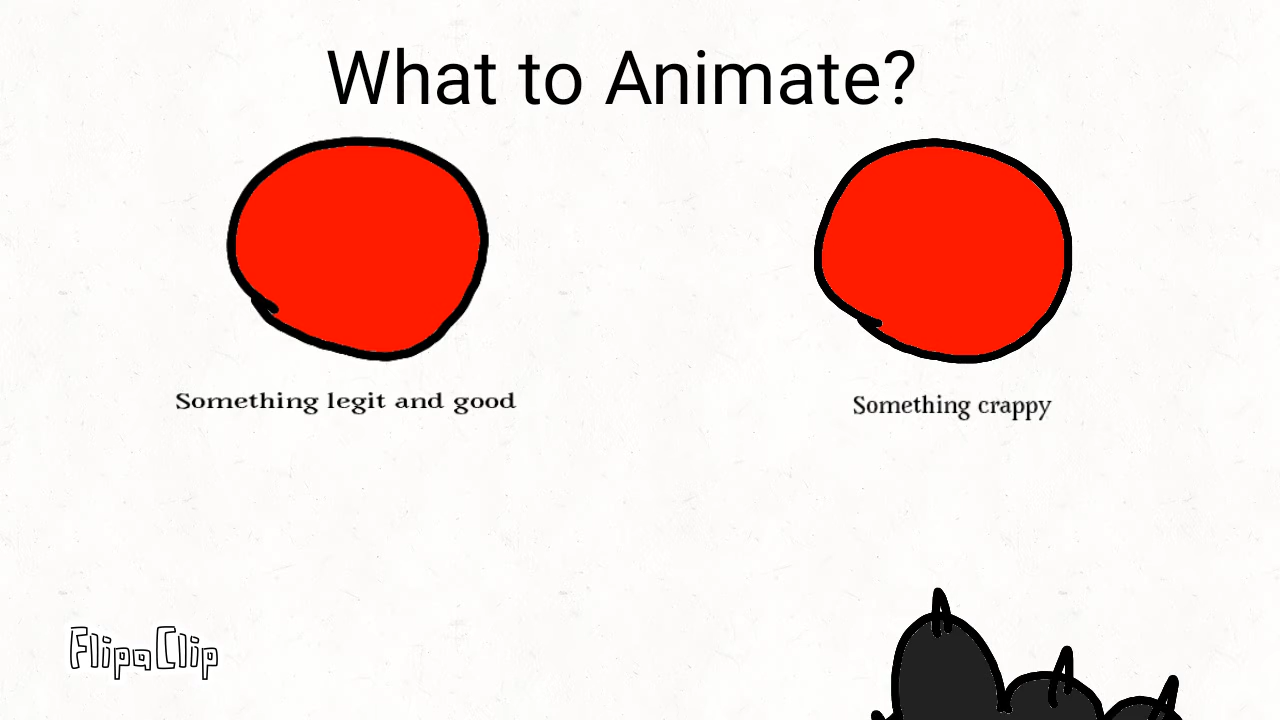 What to Animate?
Something legit and good
Something crappy
FlipaClip